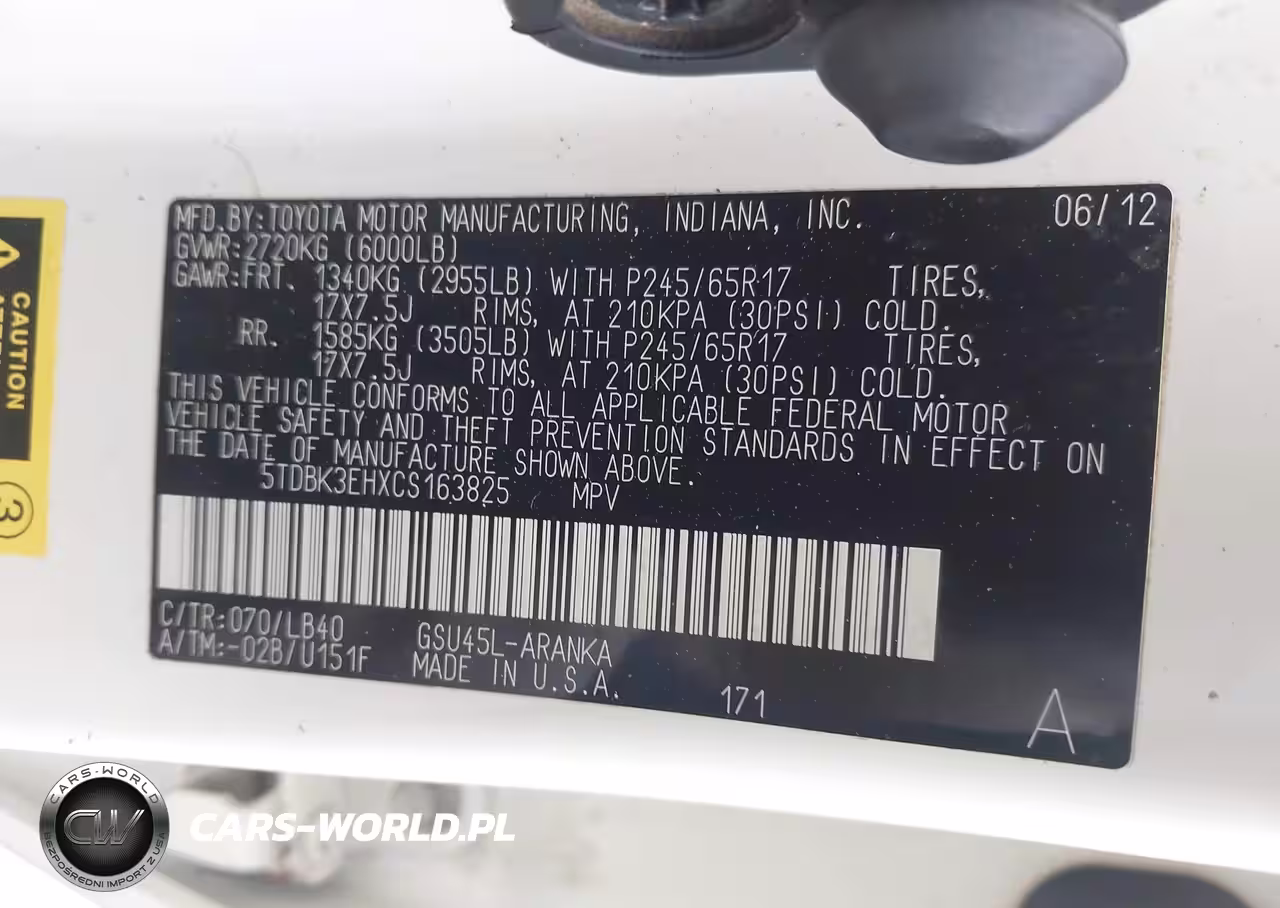 MFD.BY:TOYOTA MOTOR MANUFACTURING, INDIANA, INC. 06/12
GVWR:2720KG (6000LB)
GAWR:FRT. 1340KG (2955LB) WITH P245/65R17 TIRES,
17X7.5J RIMS, AT 210KPA (30PSI) COLD.
RR. 1585KG (3505LB) WITH P245/65R17 TIRES,
17X7.5J RIMS, AT 210KPA (30PSI) COLD.
THIS VEHICLE CONFORMS TO ALL APPLICABLE FEDERAL MOTOR
VEHICLE SAFETY AND THEFT PREVENTION STANDARDS IN EFFECT ON
THE DATE OF MANUFACTURE SHOWN ABOVE.
5TDBK3EHXCS163825 MPV
C/TR:070/LB40 GSU45L-ARANKA
A/TM:-02B/U151F MADE IN U.S.A. 171
A
CAUTION
3
CARS-WORLD
CW
BEZPOŚREDNI IMPORT Z USA
CARS-WORLD.PL